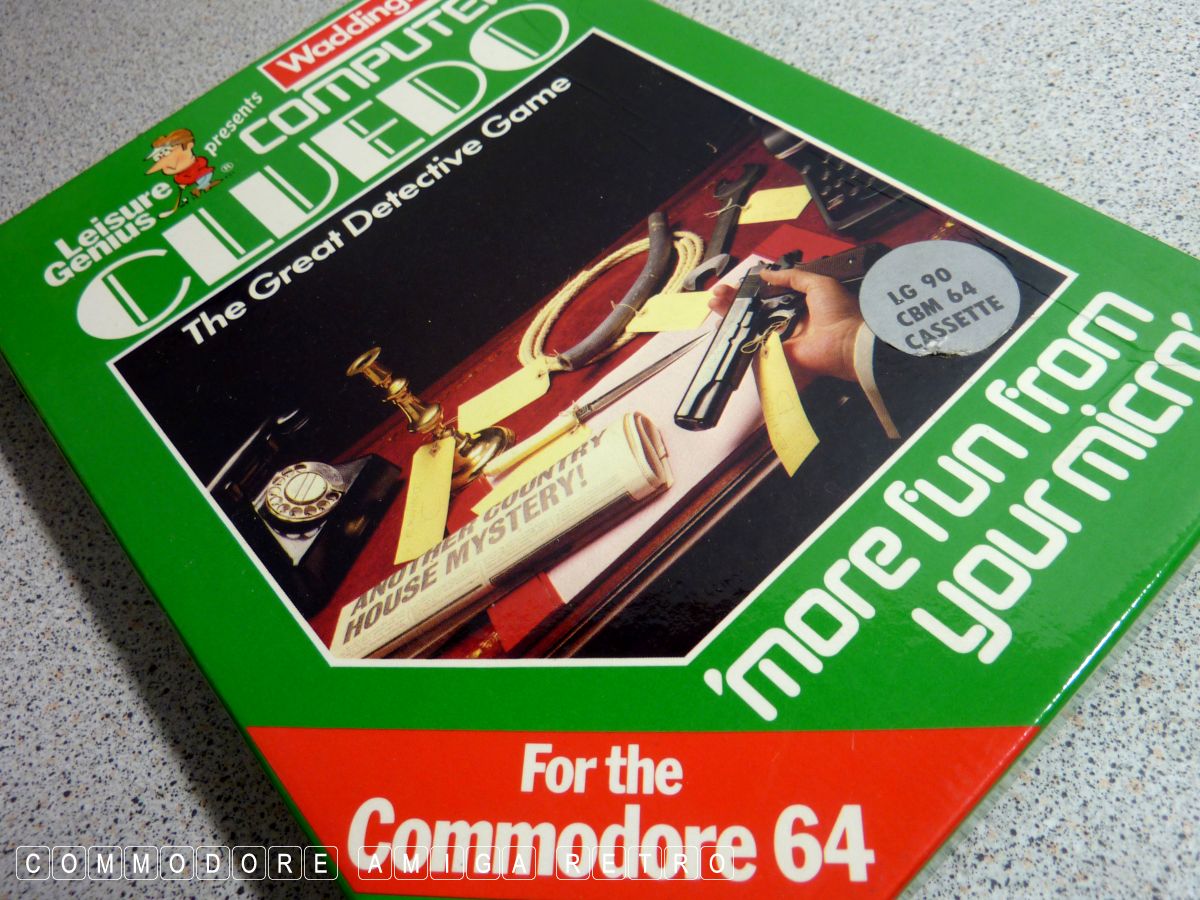 Waddingto
Leisure
Genius
®
presents
COMPUTER
CLUEDO
The Great Detective Game
LG 90
CBM 64
CASSETTE
ANOTHER COUNTRY
HOUSE MYSTERY!
'more fun from
your micro'
For the
Commodore 64
COMMODORE AMIGA RETRO